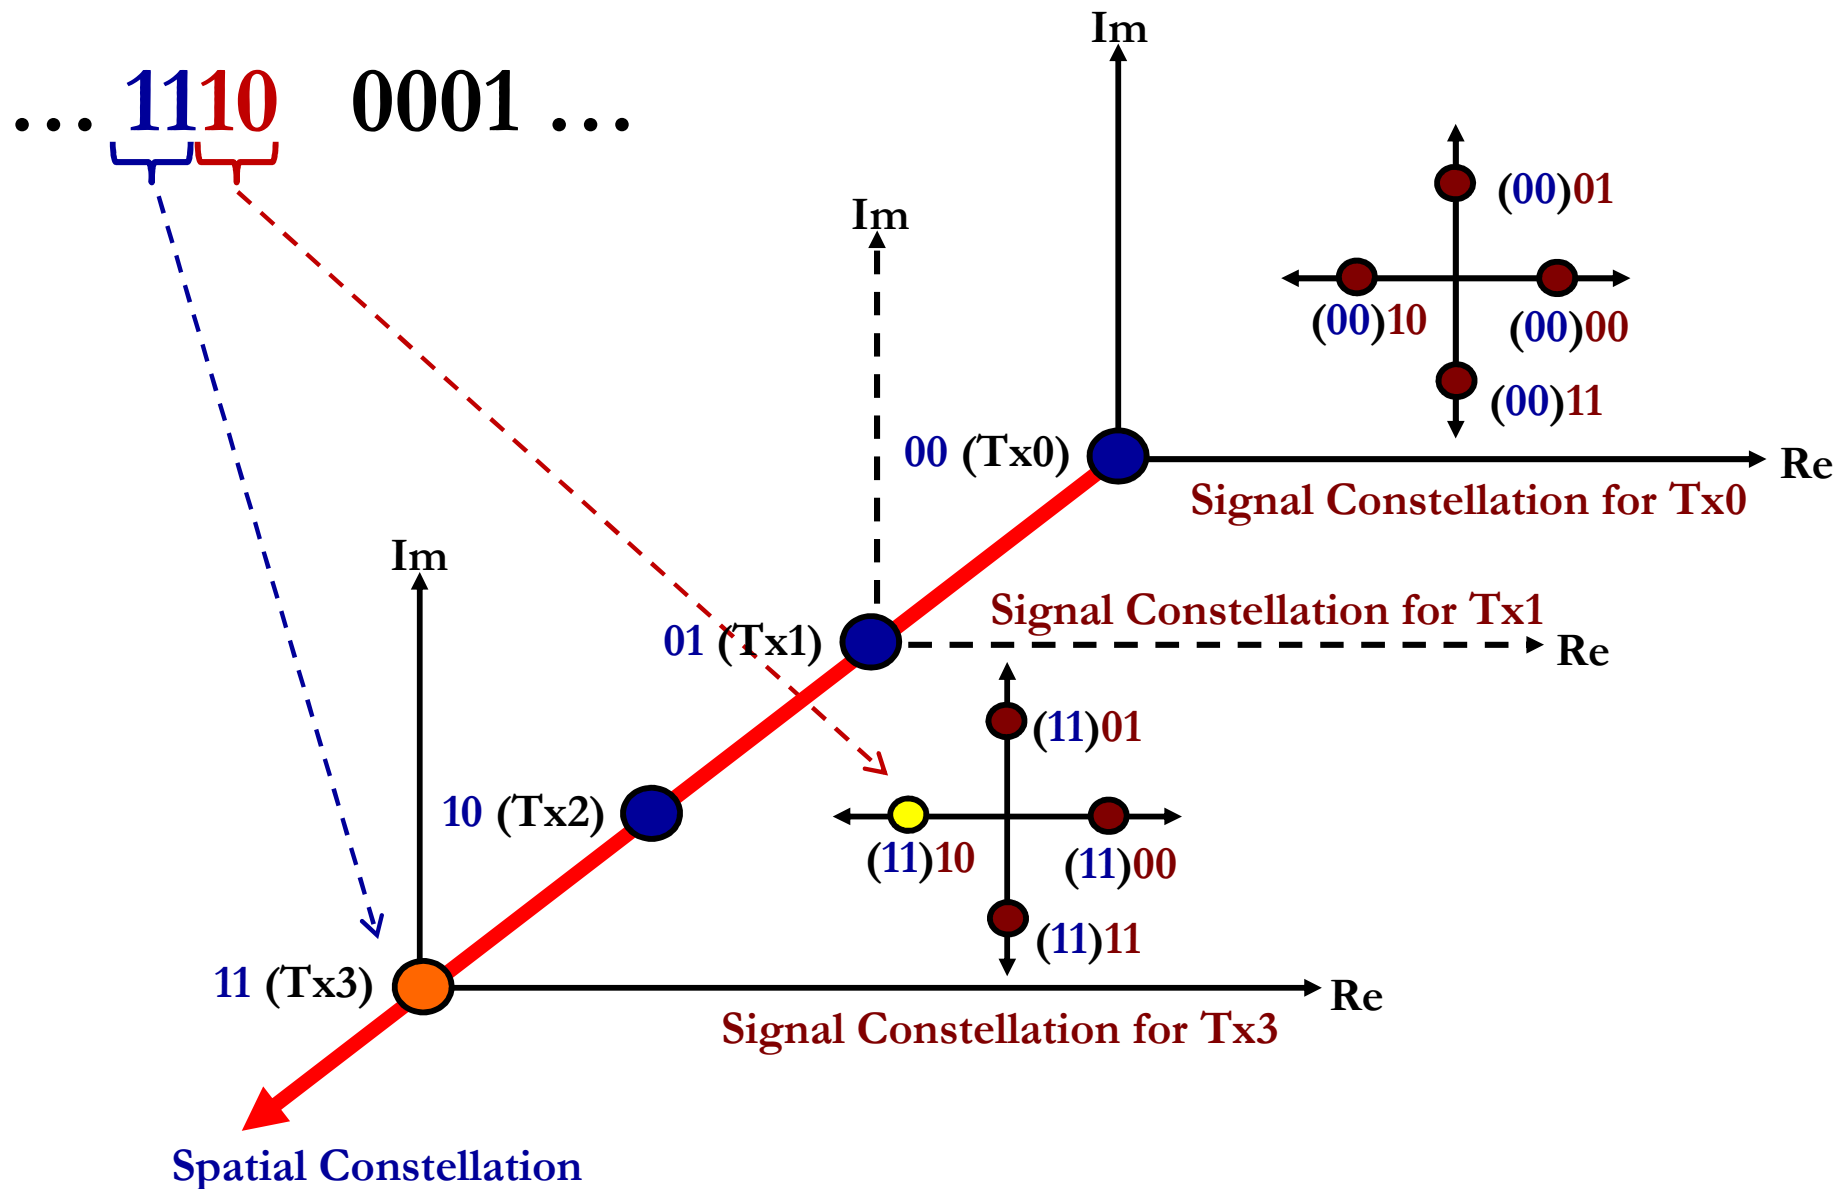 Im
… 1110 0001 …
(00)01
Im
(00)10
(00)00
(00)11
00 (Tx0)
Re
Signal Constellation for Tx0
Im
Signal Constellation for Tx1
01 (Tx1)
Re
(11)01
10 (Tx2)
(11)10
(11)00
(11)11
11 (Tx3)
Re
Signal Constellation for Tx3
Spatial Constellation